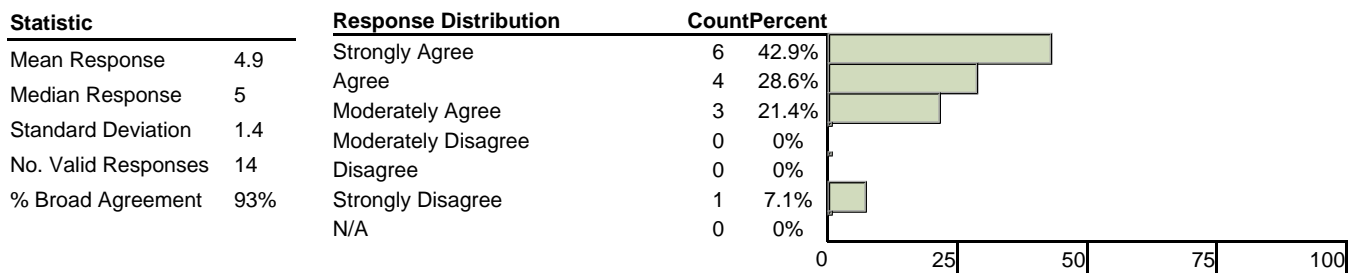 Statistic
Mean Response 4.9
Median Response 5
Standard Deviation 1.4
No. Valid Responses 14
% Broad Agreement 93%
Response Distribution CountPercent
Strongly Agree 6 42.9%
Agree 4 28.6%
Moderately Agree 3 21.4%
Moderately Disagree 0 0%
Disagree 0 0%
Strongly Disagree 1 7.1%
N/A 0 0%
0 25 50 75 100